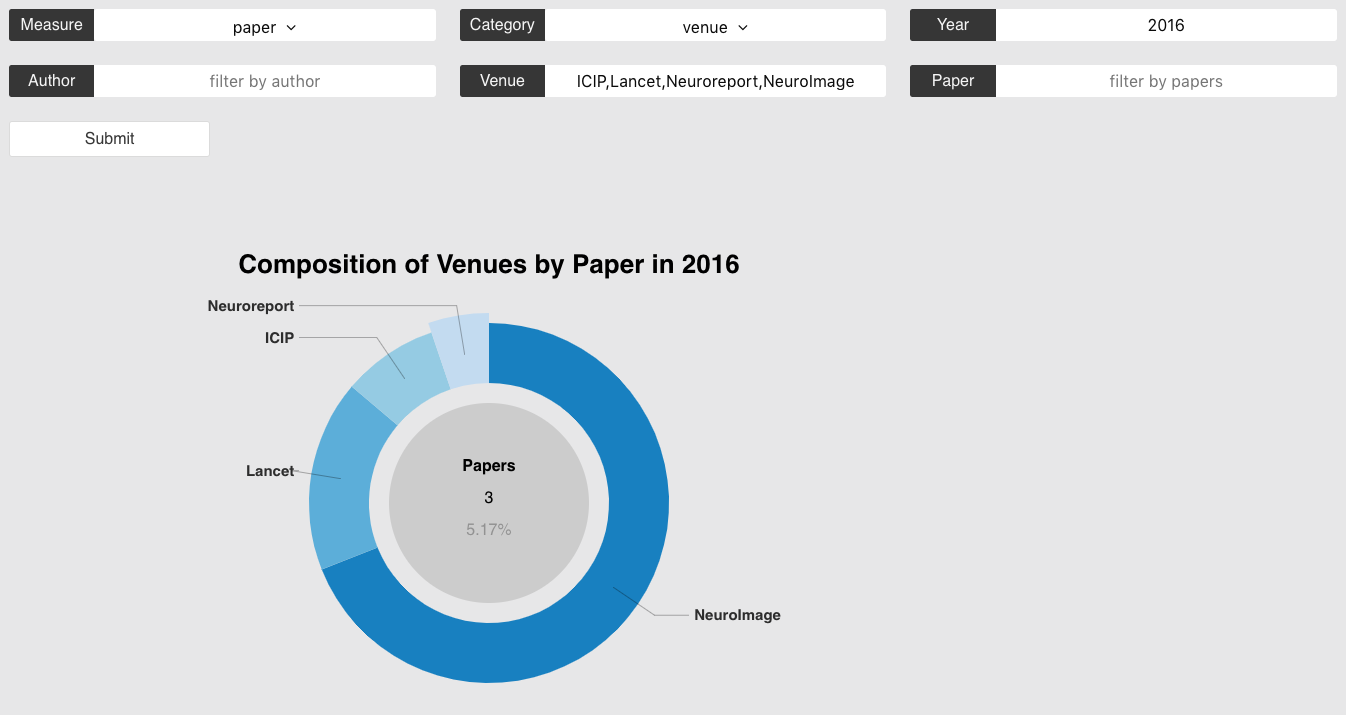 Measure paper Category venue Year 2016
Author filter by author Venue ICIP,Lancet,Neuroreport,NeuroImage Paper filter by papers
Submit
Composition of Venues by Paper in 2016
Neuroreport
ICIP
Lancet
Papers
3
5.17%
NeuroImage